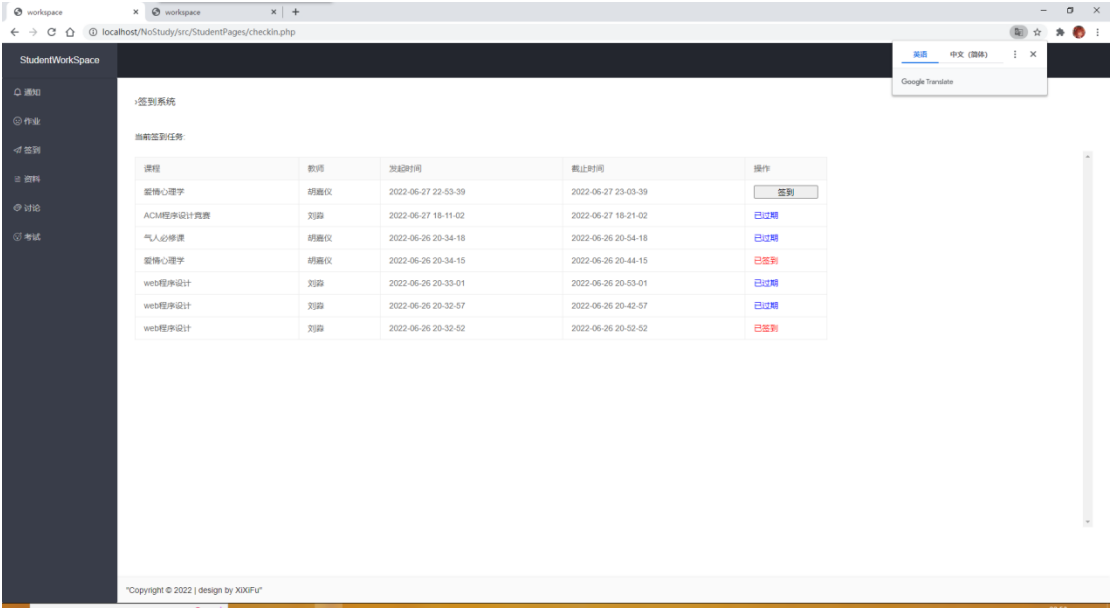 workspace workspace
localhost/NoStudy/src/StudentPages/checkin.php
英语 中文 (简体)
Google Translate
StudentWorkSpace
通知
作业
签到
资料
讨论
考试
›签到系统
当前签到任务:
课程 教师 发起时间 截止时间 操作
爱情心理学 胡嘉仪 2022-06-27 22-53-39 2022-06-27 23-03-39 签到
ACM程序设计竞赛 刘淼 2022-06-27 18-11-02 2022-06-27 18-21-02 已过期
气人必修课 胡嘉仪 2022-06-26 20-34-18 2022-06-26 20-54-18 已过期
爱情心理学 胡嘉仪 2022-06-26 20-34-15 2022-06-26 20-44-15 已签到
web程序设计 刘淼 2022-06-26 20-33-01 2022-06-26 20-53-01 已过期
web程序设计 刘淼 2022-06-26 20-32-57 2022-06-26 20-42-57 已过期
web程序设计 刘淼 2022-06-26 20-32-52 2022-06-26 20-52-52 已签到
"Copyright © 2022 | design by XiXiFu"